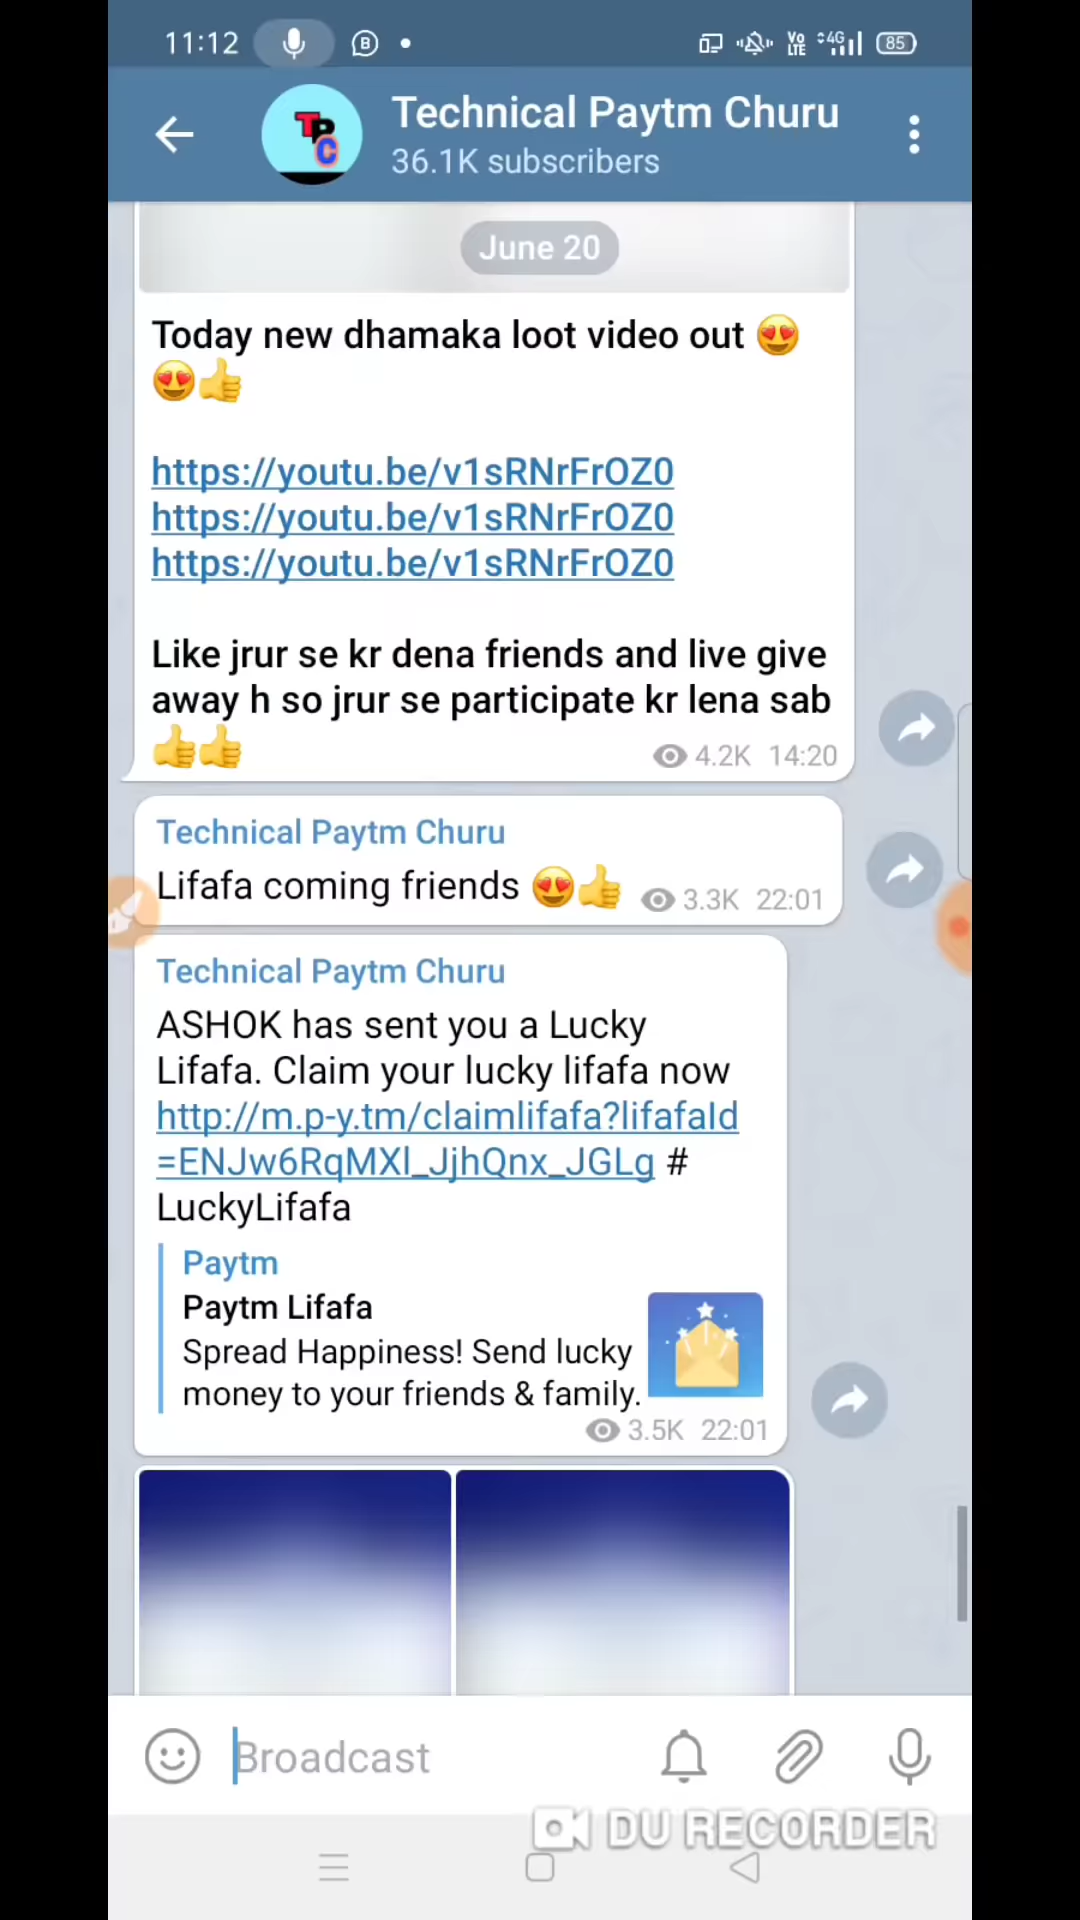 11:12
Vo LTE 4G 85
TPC
Technical Paytm Churu
36.1K subscribers
June 20
Today new dhamaka loot video out 😍
😍👍
https://youtu.be/v1sRNrFrOZ0
https://youtu.be/v1sRNrFrOZ0
https://youtu.be/v1sRNrFrOZ0
Like jrur se kr dena friends and live give
away h so jrur se participate kr lena sab
👍👍 4.2K 14:20
Technical Paytm Churu
Lifafa coming friends 😍👍 3.3K 22:01
Technical Paytm Churu
ASHOK has sent you a Lucky
Lifafa. Claim your lucky lifafa now
http://m.p-y.tm/claimlifafa?lifafaId
=ENJw6RqMXl_JjhQnx_JGLg #
LuckyLifafa
Paytm
Paytm Lifafa
Spread Happiness! Send lucky
money to your friends & family.
3.5K 22:01
Broadcast
DU RECORDER